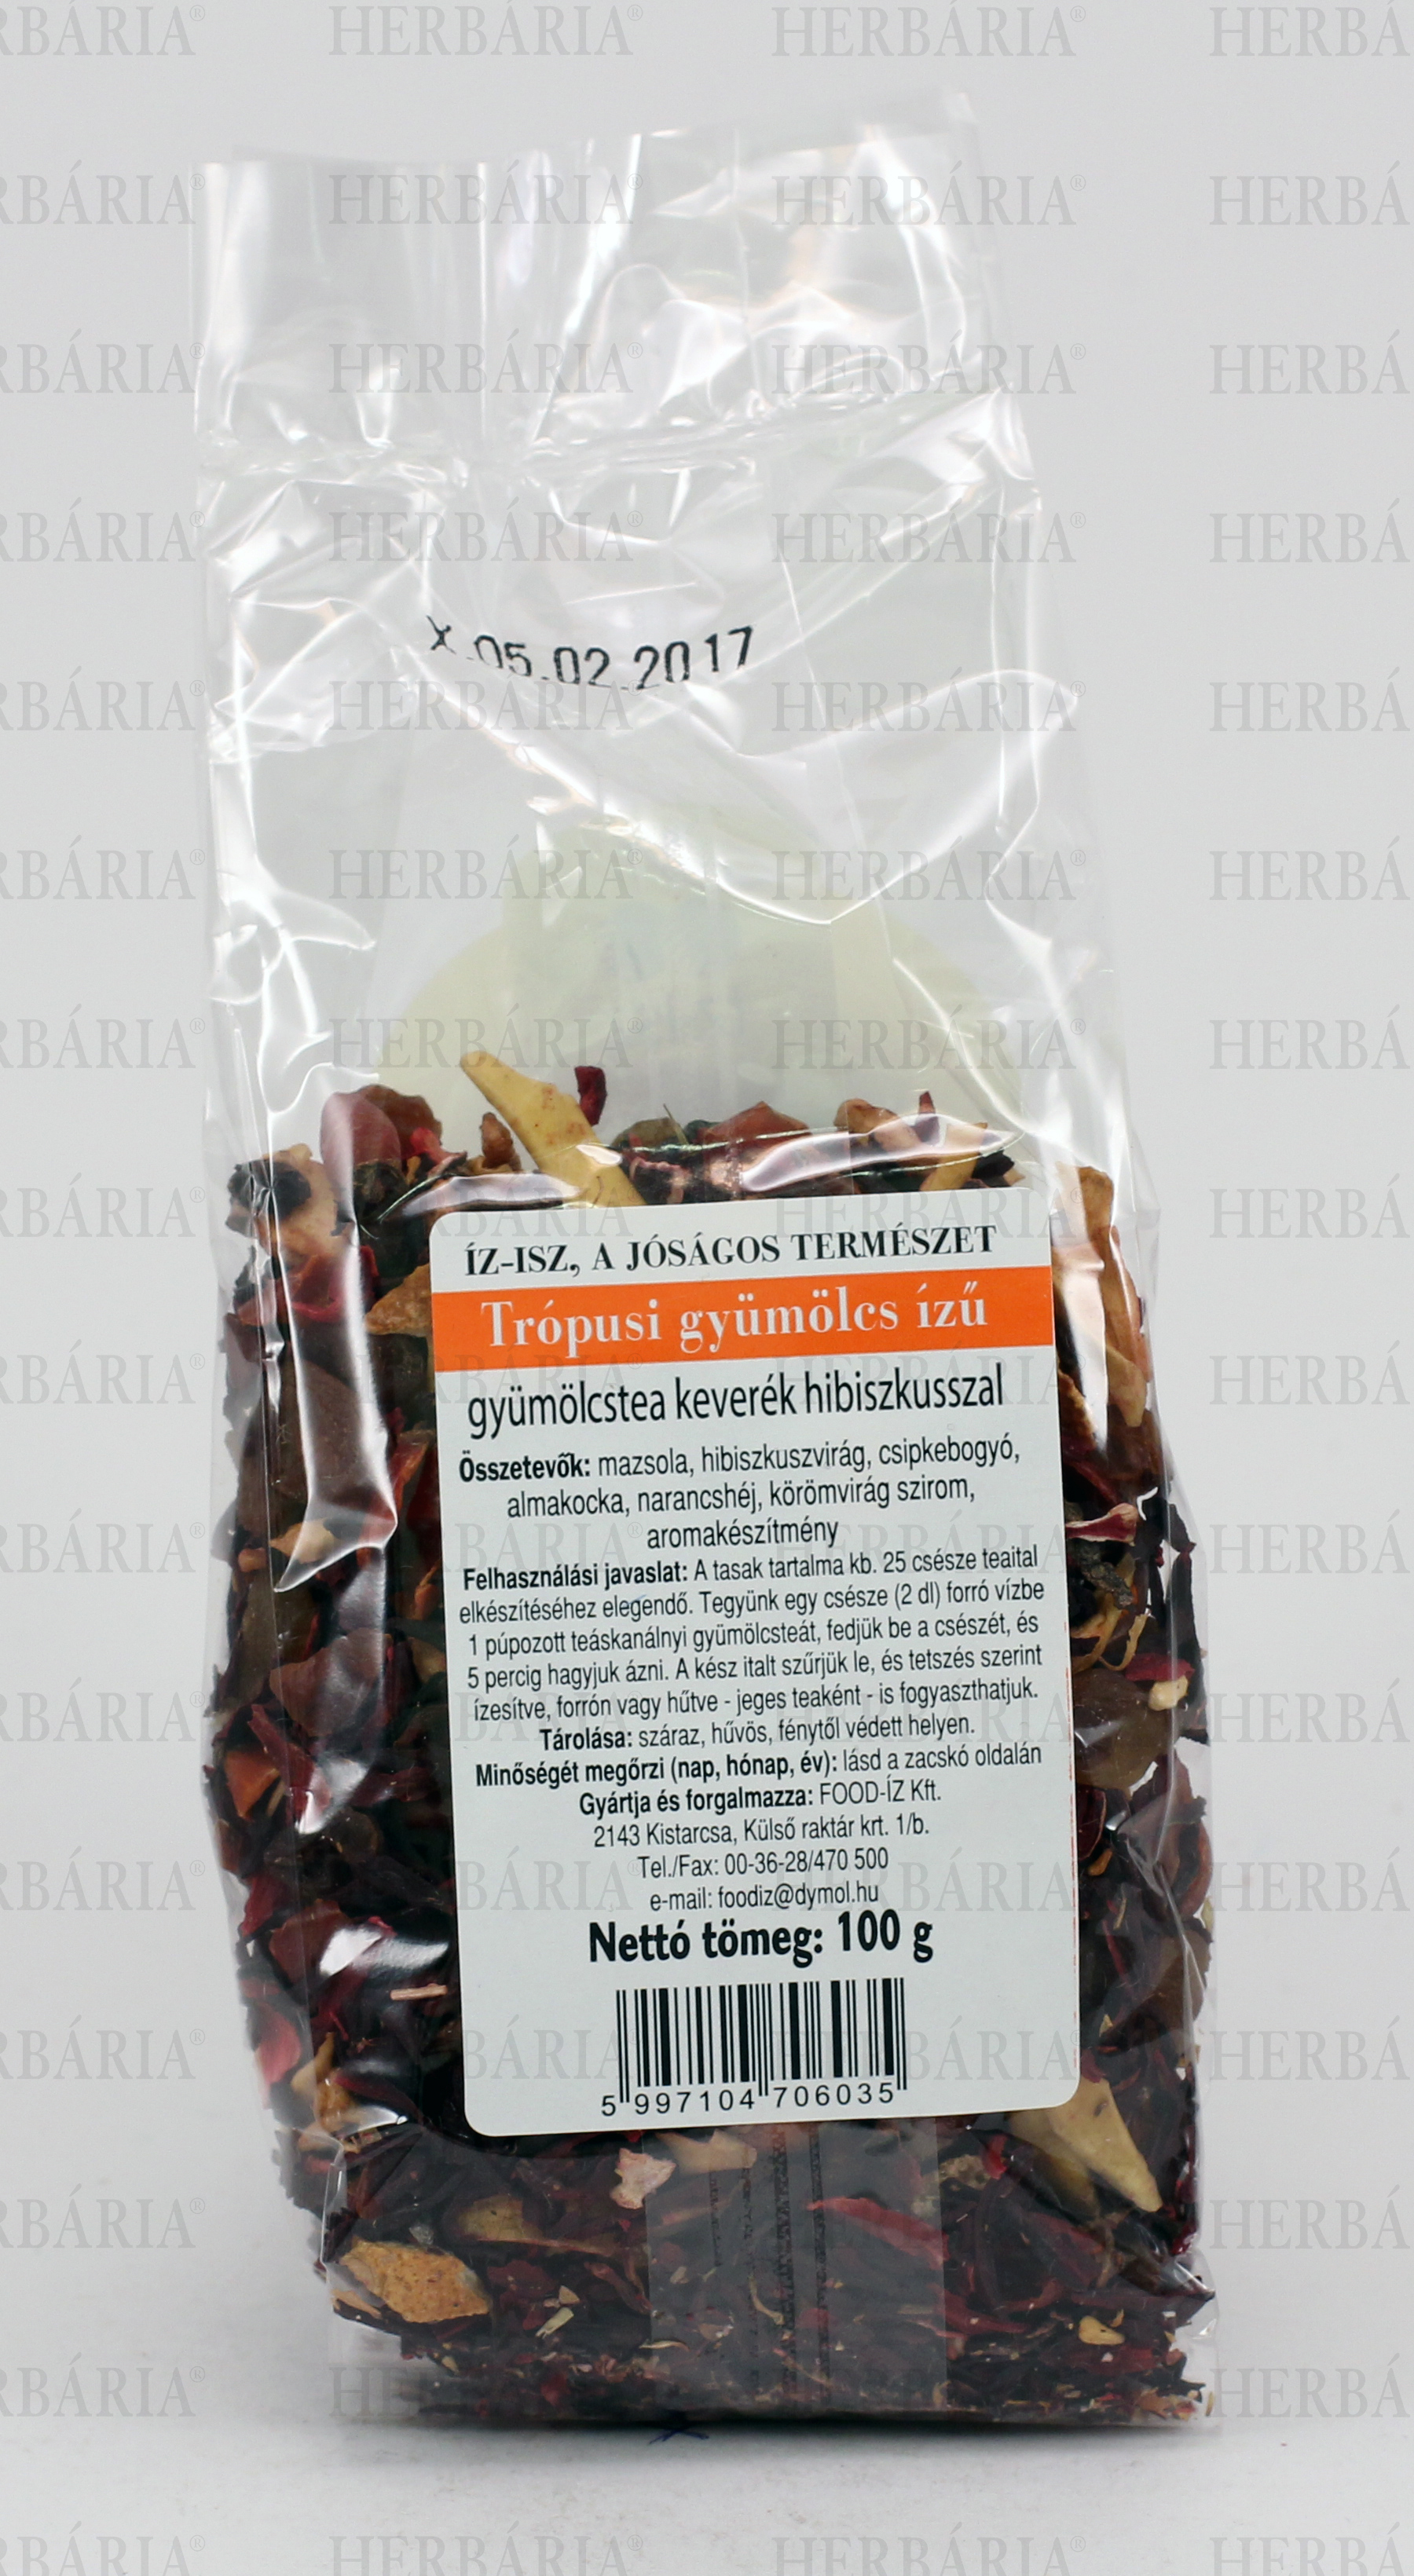 HERBÁRIA®
X 05.02.2017
ÍZ-ISZ, A JÓSÁGOS TERMÉSZET
Trópusi gyümölcs ízű
gyümölcstea keverék hibiszkusszal
Összetevők: mazsola, hibiszkuszvirág, csipkebogyó,
almakocka, narancshéj, körömvirág szirom,
aromakészítmény
Felhasználási javaslat: A tasak tartalma kb. 25 csésze teaital
elkészítéséhez elegendő. Tegyünk egy csésze (2 dl) forró vízbe
1 púpozott teáskanálnyi gyümölcsteát, fedjük be a csészét, és
5 percig hagyjuk ázni. A kész italt szűrjük le, és tetszés szerint
ízesítve, forrón vagy hűtve - jeges teaként - is fogyaszthatjuk.
Tárolása: száraz, hűvös, fénytől védett helyen.
Minőségét megőrzi (nap, hónap, év): lásd a zacskó oldalán
Gyártja és forgalmazza: FOOD-ÍZ Kft.
2143 Kistarcsa, Külső raktár krt. 1/b.
Tel./Fax: 00-36-28/470 500
e-mail: foodiz@dymol.hu
Nettó tömeg: 100 g
5 997104 706035